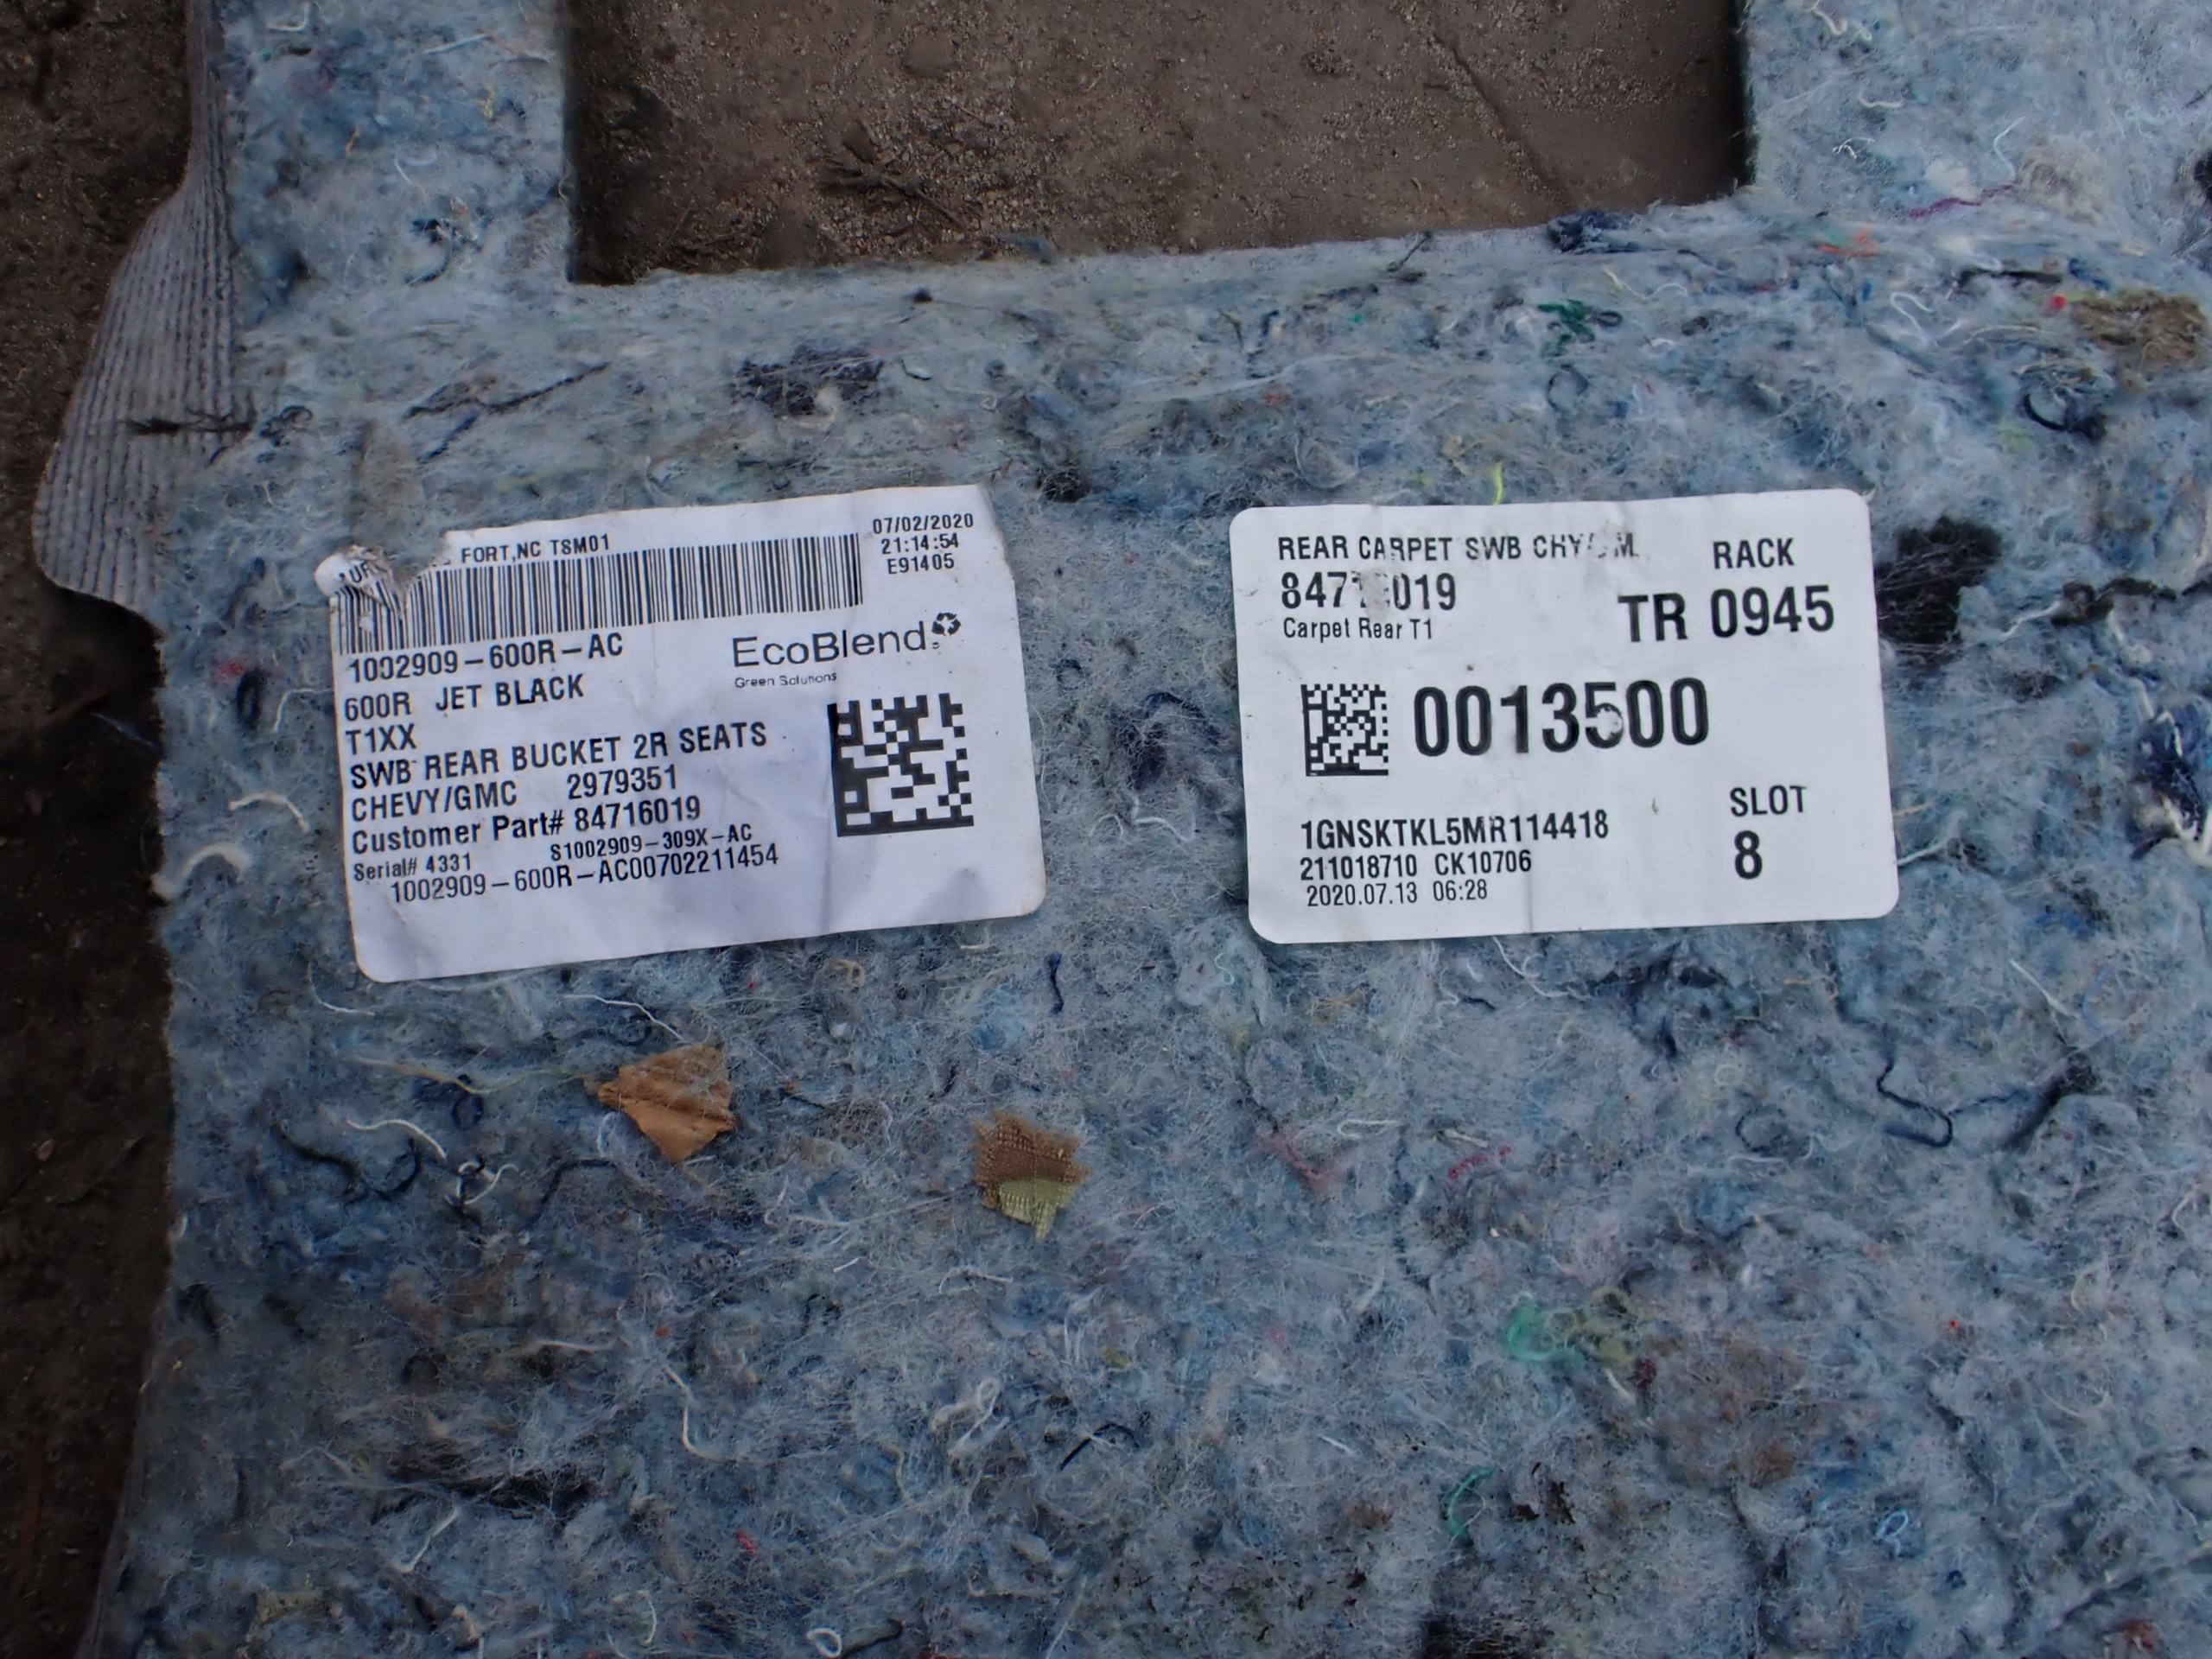 FORT,NC TSM01
07/02/2020
21:14:54
E91405
1002909-600R-AC
EcoBlend
Green Solutions
600R JET BLACK
T1XX
SWB REAR BUCKET 2R SEATS
CHEVY/GMC 2979351
Customer Part# 84716019
Serial# 4331 S1002909-309X-AC
1002909-600R-AC00702211454
REAR CARPET SWB
RACK
Carpet Rear T1
TR 0945
0013500
1GNSKTKL5MR114418
211018710 CK10706
2020.07.13 06:28
SLOT
8